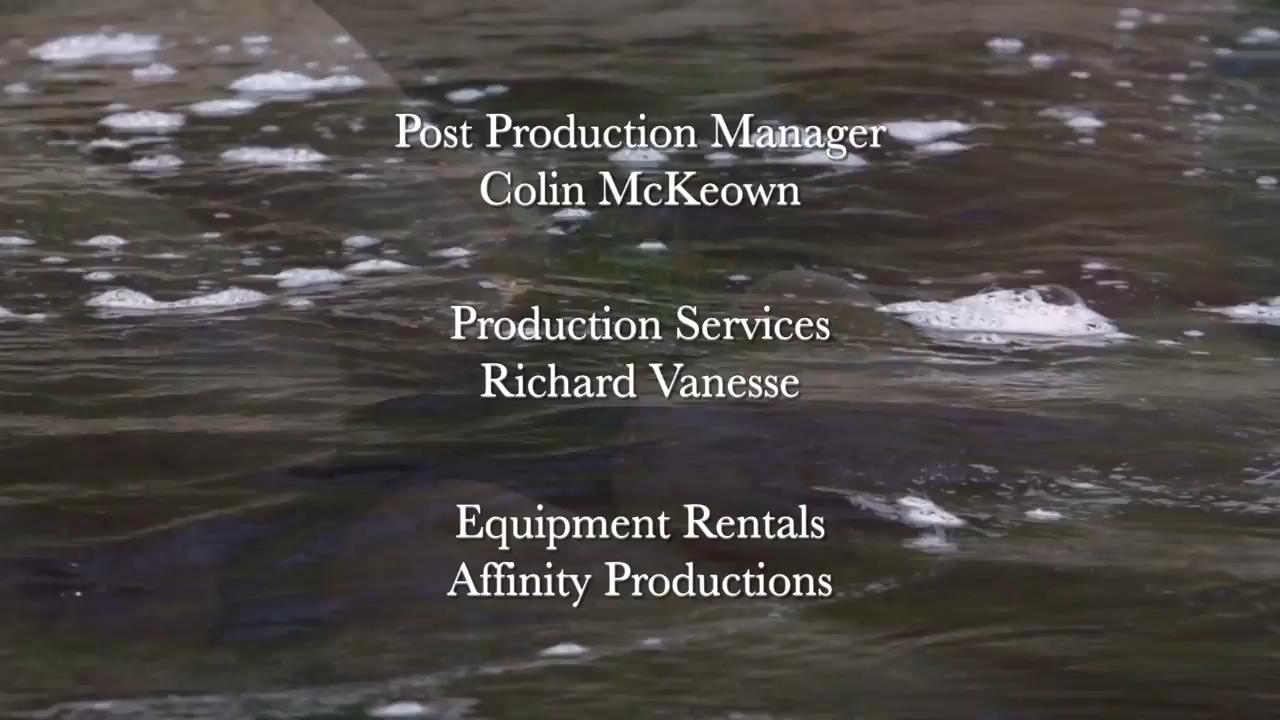 Post Production Manager
Colin McKeown
Production Services
Richard Vanesse
Equipment Rentals
Affinity Productions